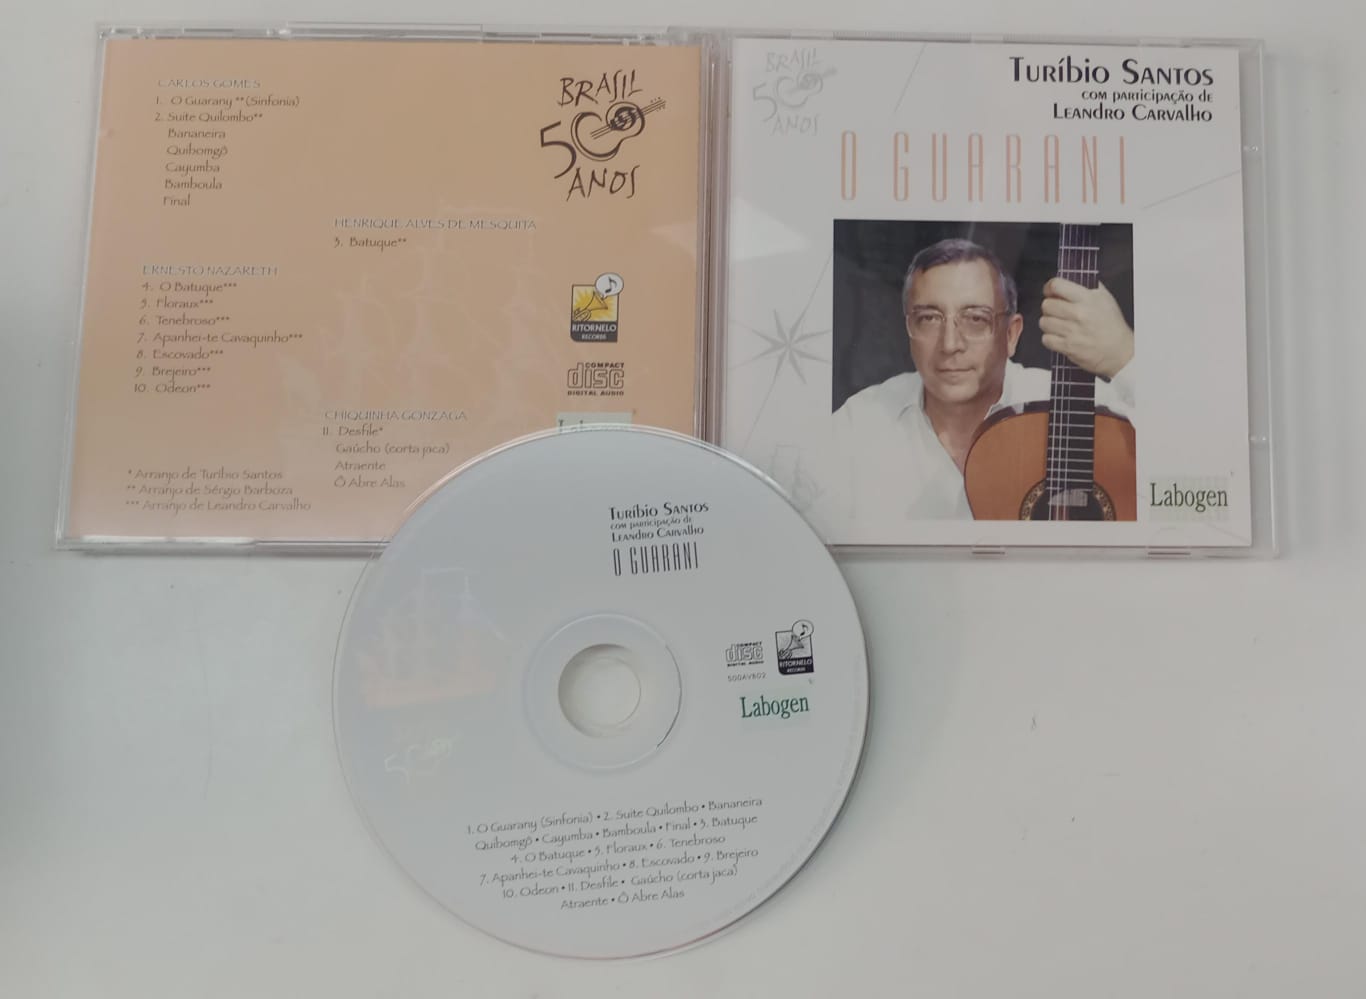 CARLOS GOMES
1. O Guarany **(Sinfonia)
2. Suite Quilombo**
Bananeira
Quibomgô
Cayumba
Bamboula
Final
HENRIQUE ALVES DE MESQUITA
3. Batuque**
ERNESTO NAZARETH
4. O Batuque***
5. Floraux***
6. Tenebroso***
7. Apanhei-te Cavaquinho***
8. Escovado***
9. Brejeiro***
10. Odeon***
CHIQUINHA GONZAGA
11. Desfile*
Gaúcho (corta jaca)
Atraente
Ô Abre Alas
* Arranjo de Turíbio Santos
** Arranjo de Sérgio Barboza
*** Arranjo de Leandro Carvalho
BRASIL
500
ANOS
RITORNELO
RECORDS
COMPACT
disc
DIGITAL AUDIO
Labogen
BRASIL
500
ANOS
Turíbio Santos
com participação de
Leandro Carvalho
O GUARANI
Labogen
Turíbio Santos
com participação de
Leandro Carvalho
O GUARANI
COMPACT
disc
DIGITAL AUDIO
RITORNELO
RECORDS
500AV802
Labogen
500
1. O Guarany (Sinfonia) • 2. Suite Quilombo • Bananeira
Quibomgô • Cayumba • Bamboula • Final • 3. Batuque
4. O Batuque • 5. Floraux • 6. Tenebroso
7. Apanhei-te Cavaquinho • 8. Escovado • 9. Brejeiro
10. Odeon • 11. Desfile • Gaúcho (corta jaca)
Atraente • Ô Abre Alas